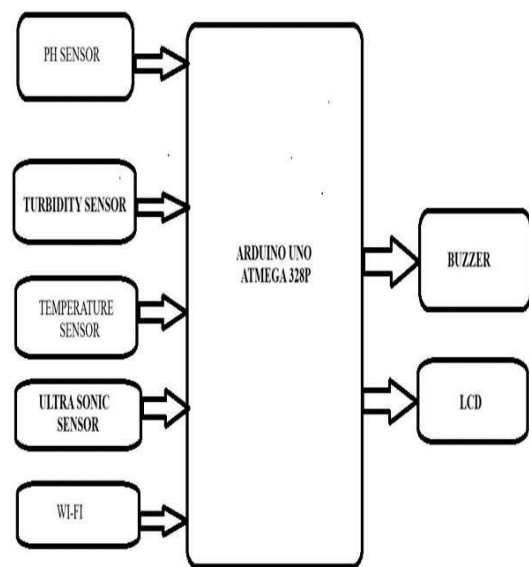 PH SENSOR
TURBIDITY SENSOR
TEMPERATURE
SENSOR
ULTRA SONIC
SENSOR
WI-FI
ARDUINO UNO
ATMEGA 328P
BUZZER
LCD